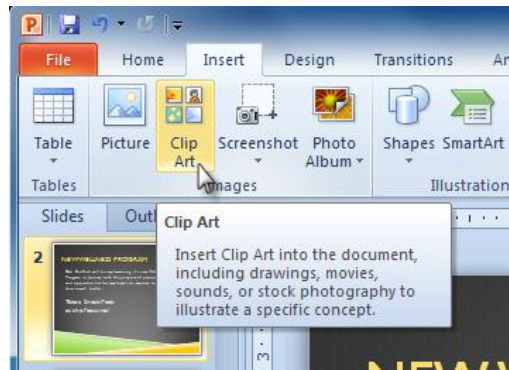 File Home Insert Design Transitions
Table Picture Clip Art Screenshot Photo Album Shapes SmartArt
Tables Images Illustration
Slides
Clip Art
Insert Clip Art into the document,
including drawings, movies,
sounds, or stock photography to
illustrate a specific concept.
2